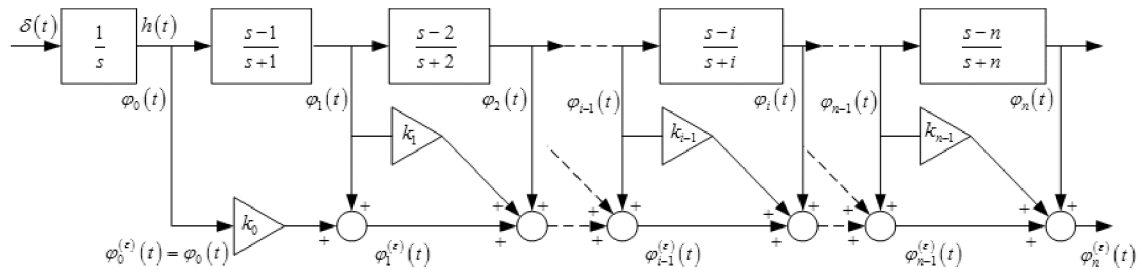 δ(t)
1/s
h(t)
φ₀(t)
s−1/s+1
φ₁(t)
s−2/s+2
φ₂(t)
φᵢ₋₁(t)
s−i/s+i
φᵢ(t)
φₙ₋₁(t)
s−n/s+n
φₙ(t)
k₁
kᵢ₋₁
kₙ₋₁
k₀
+ +
+ + +
+ + +
+ + +
+ + +
+ + +
φ₀⁽ᵋ⁾(t)=φ₀(t)
φ₁⁽ᵋ⁾(t)
φᵢ₋₁⁽ᵋ⁾(t)
φₙ₋₁⁽ᵋ⁾(t)
φₙ⁽ᵋ⁾(t)